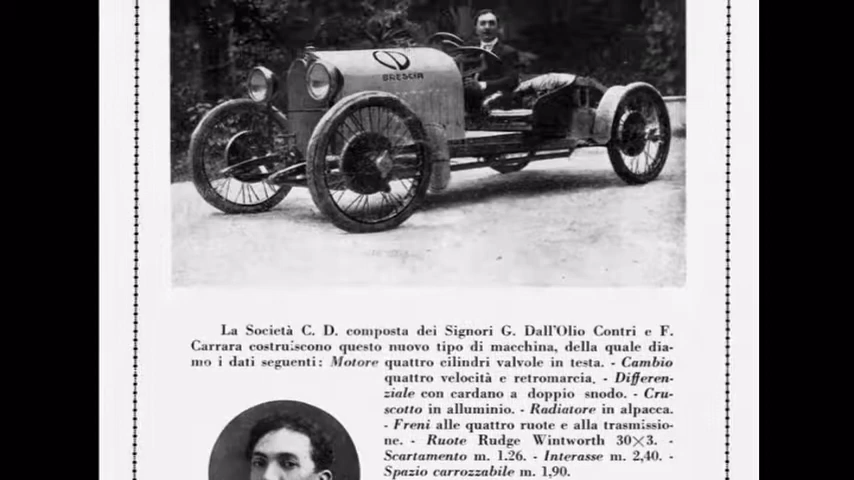 CD
BRESCIA
La Società C. D. composta dei Signori G. Dall'Olio Contri e F.
Carrara costruiscono questo nuovo tipo di macchina, della quale dia-
mo i dati seguenti: Motore quattro cilindri valvole in testa. - Cambio
quattro velocità e retromarcia. - Differen-
ziale con cardano a doppio snodo. - Cru-
scotto in alluminio. - Radiatore in alpacca.
- Freni alle quattro ruote e alla trasmissio-
ne. - Ruote Rudge Wintworth 30×3. -
Scartamento m. 1.26. - Interasse m. 2,40. -
Spazio carrozzabile m. 1,90.